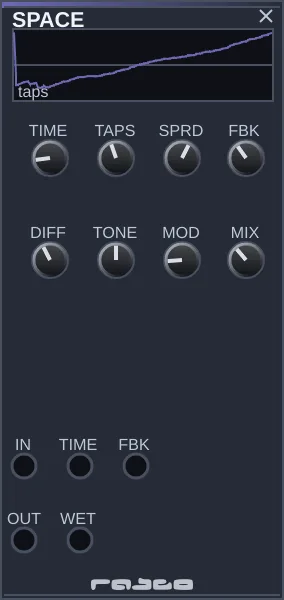 SPACE
taps
TIME TAPS SPRD FBK
DIFF TONE MOD MIX
IN TIME FBK
OUT WET